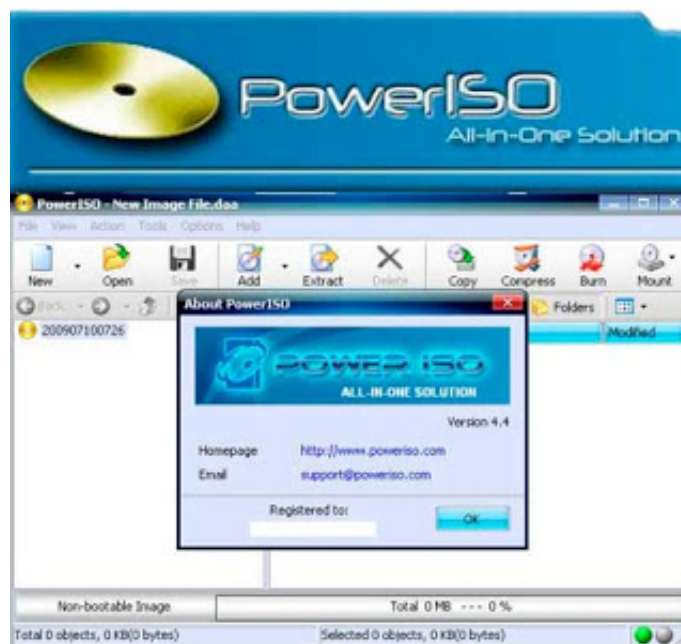 PowerISO
All-In-One Solution
PowerISO - New Image File.daa
File View Action Tools Options Help
New Open Save Add Extract Delete Copy Compress Burn Mount
Back Folders
About PowerISO
200907100726 Modified
POWER ISO
ALL-IN-ONE SOLUTION
Version 4.4
Homepage http://www.poweriso.com
Email support@poweriso.com
Registered to:
OK
Non-bootable Image Total 0 MB --- 0 %
Total 0 objects, 0 KB(0 bytes) Selected 0 objects, 0 KB(0 bytes)